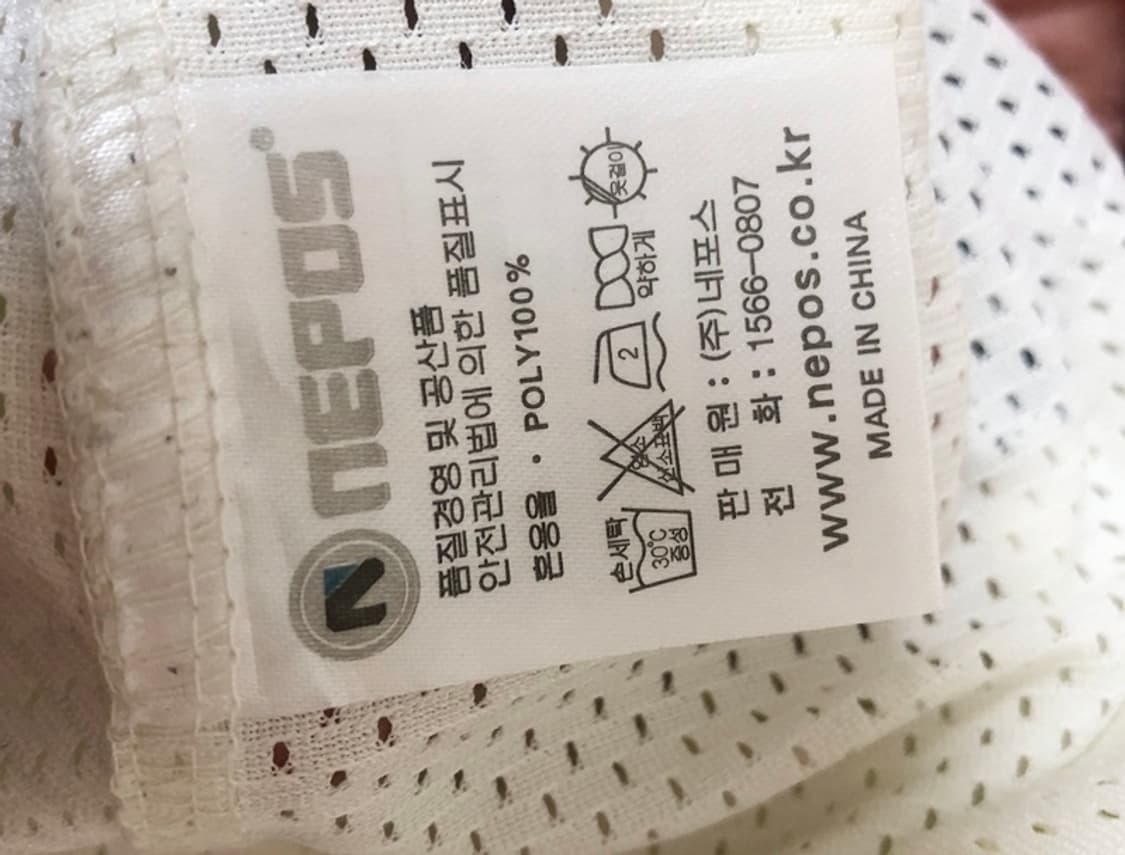 NEPOS
품질경영 및 공산품
안전관리법에 의한 품질표시
혼용율 · POLY100%
손세탁
30℃
중성
염소
산소표백
2
약하게
옷걸이
판 매 원 : (주)네포스
전 화 : 1566-0807
www.nepos.co.kr
MADE IN CHINA